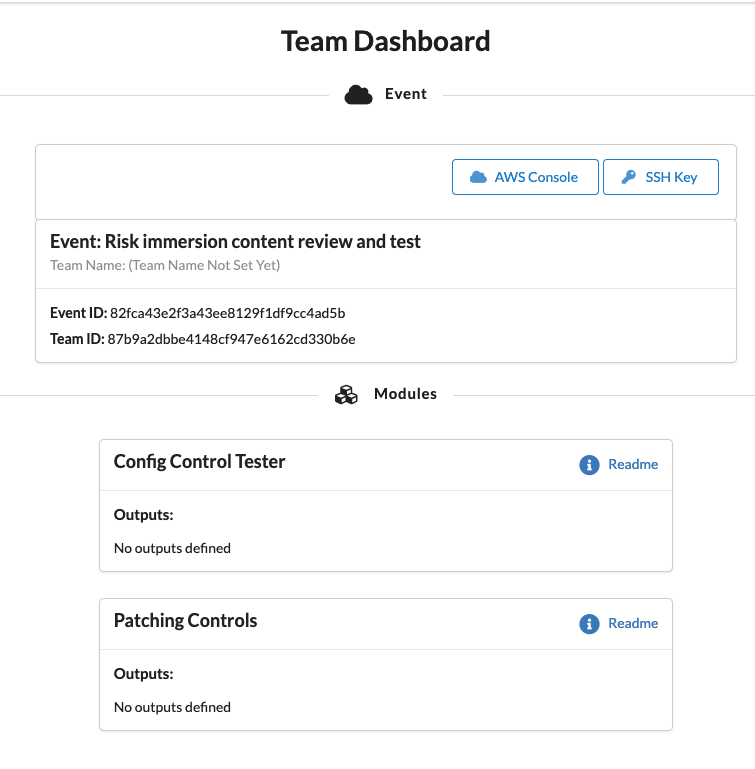 Team Dashboard
Event
AWS Console
SSH Key
Event: Risk immersion content review and test
Team Name: (Team Name Not Set Yet)
Event ID: 82fca43e2f3a43ee8129f1df9cc4ad5b
Team ID: 87b9a2dbbe4148cf947e6162cd330b6e
Modules
Config Control Tester
Readme
Outputs:
No outputs defined
Patching Controls
Readme
Outputs:
No outputs defined